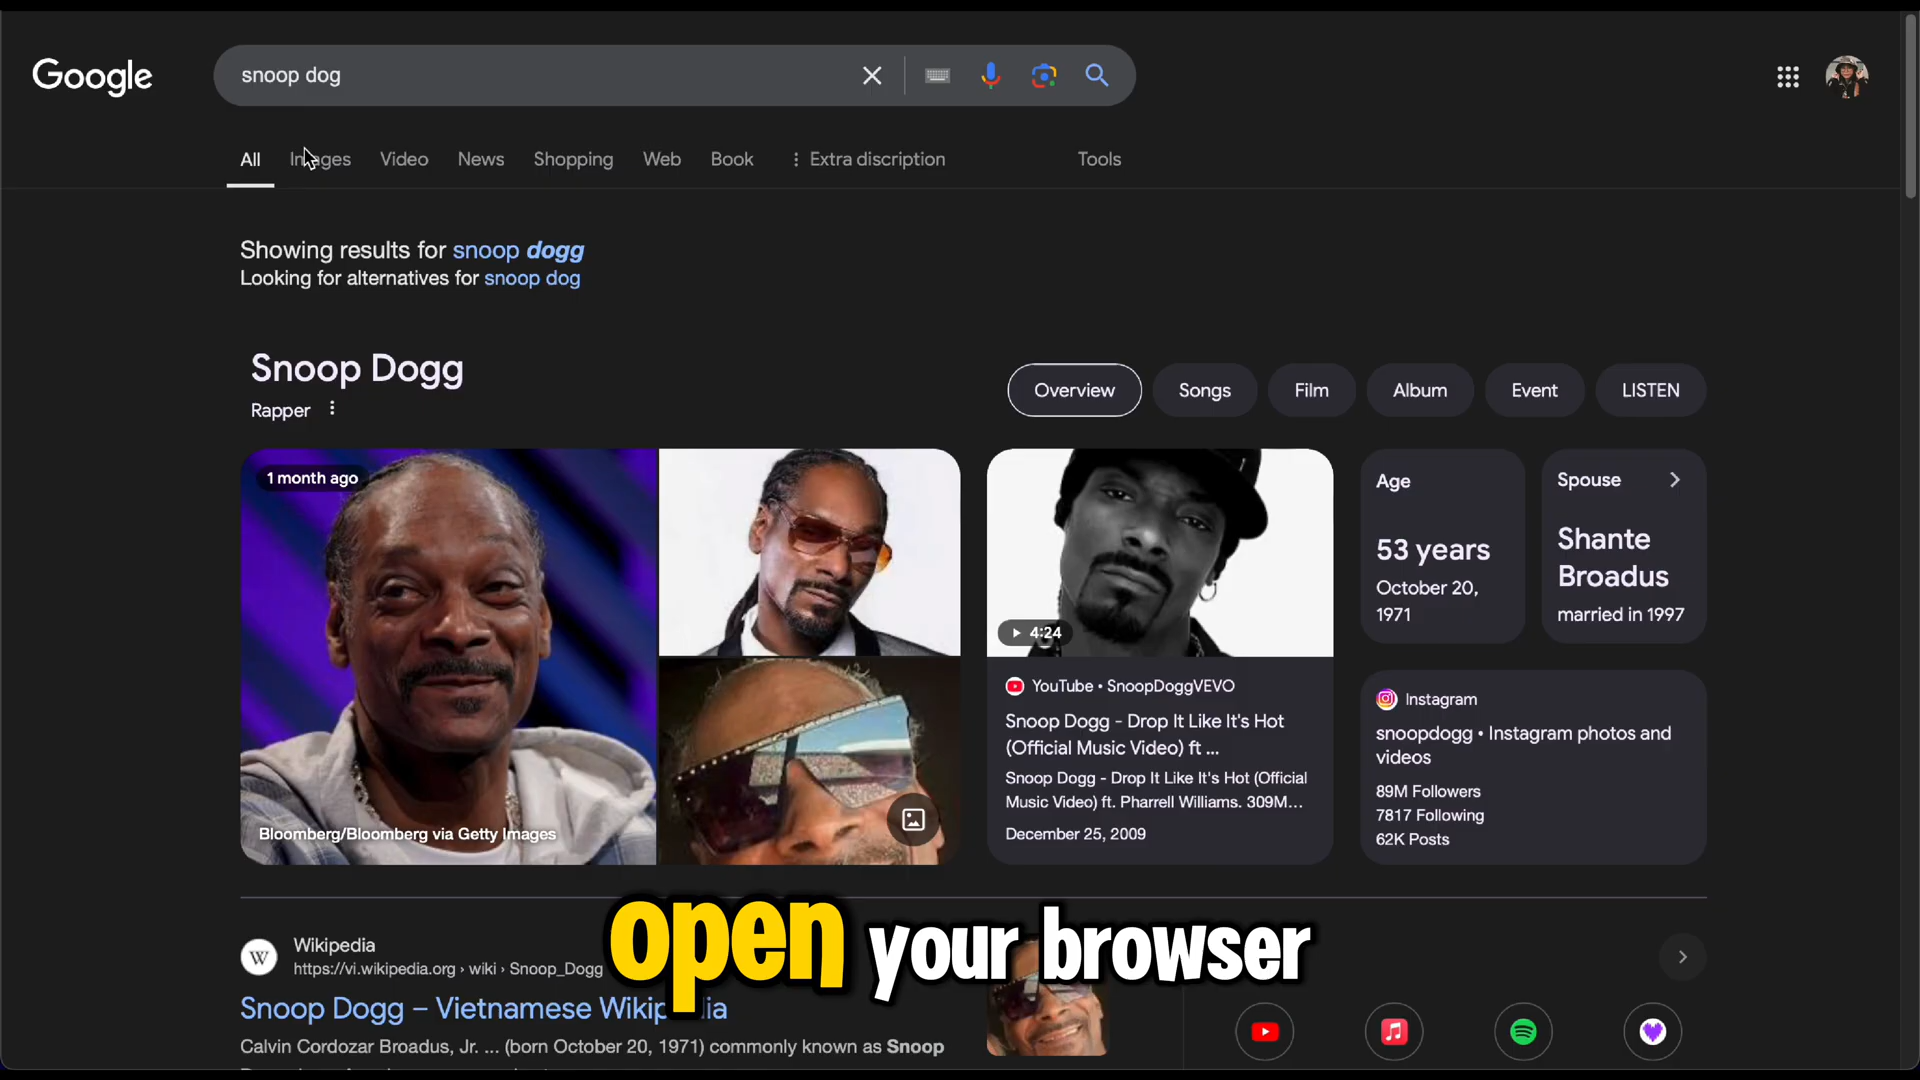 Google
snoop dog
All Images Video News Shopping Web Book Extra discription Tools
Showing results for snoop dogg
Looking for alternatives for snoop dog
Snoop Dogg
Rapper
Overview Songs Film Album Event LISTEN
1 month ago
Bloomberg/Bloomberg via Getty Images
4:24
YouTube • SnoopDoggVEVO
Snoop Dogg - Drop It Like It's Hot
(Official Music Video) ft ...
Snoop Dogg - Drop It Like It's Hot (Official
Music Video) ft. Pharrell Williams. 309M...
December 25, 2009
Age
53 years
October 20,
1971
Spouse
Shante
Broadus
married in 1997
Instagram
snoopdogg • Instagram photos and
videos
89M Followers
7817 Following
62K Posts
open your browser
W
Wikipedia
https://vi.wikipedia.org › wiki › Snoop_Dogg
Snoop Dogg – Vietnamese Wikipedia
Calvin Cordozar Broadus, Jr. ... (born October 20, 1971) commonly known as Snoop